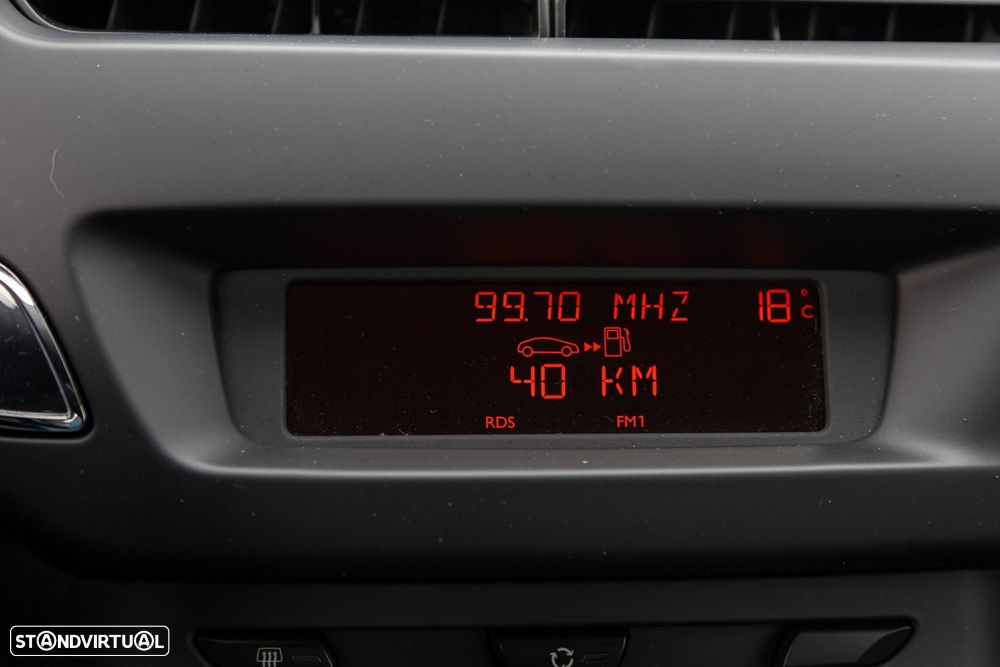 99.70 MHZ 18°C
40 KM
RDS FM1
STANDVIRTUAL